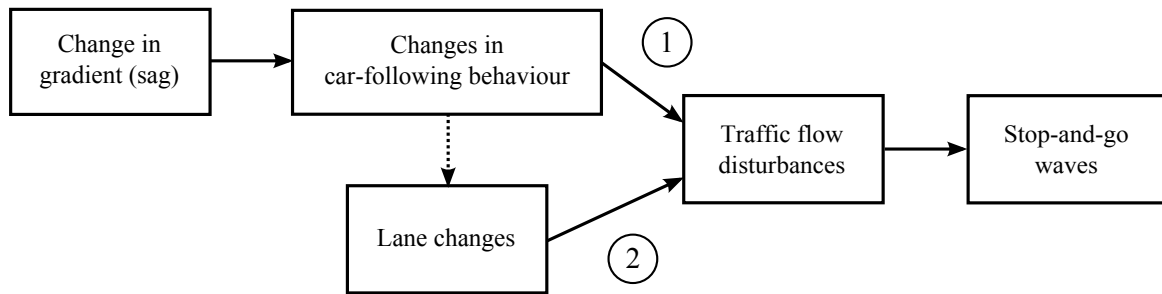 Change in
gradient (sag)
Changes in
car-following behaviour
1
Traffic flow
disturbances
Stop-and-go
waves
Lane changes
2